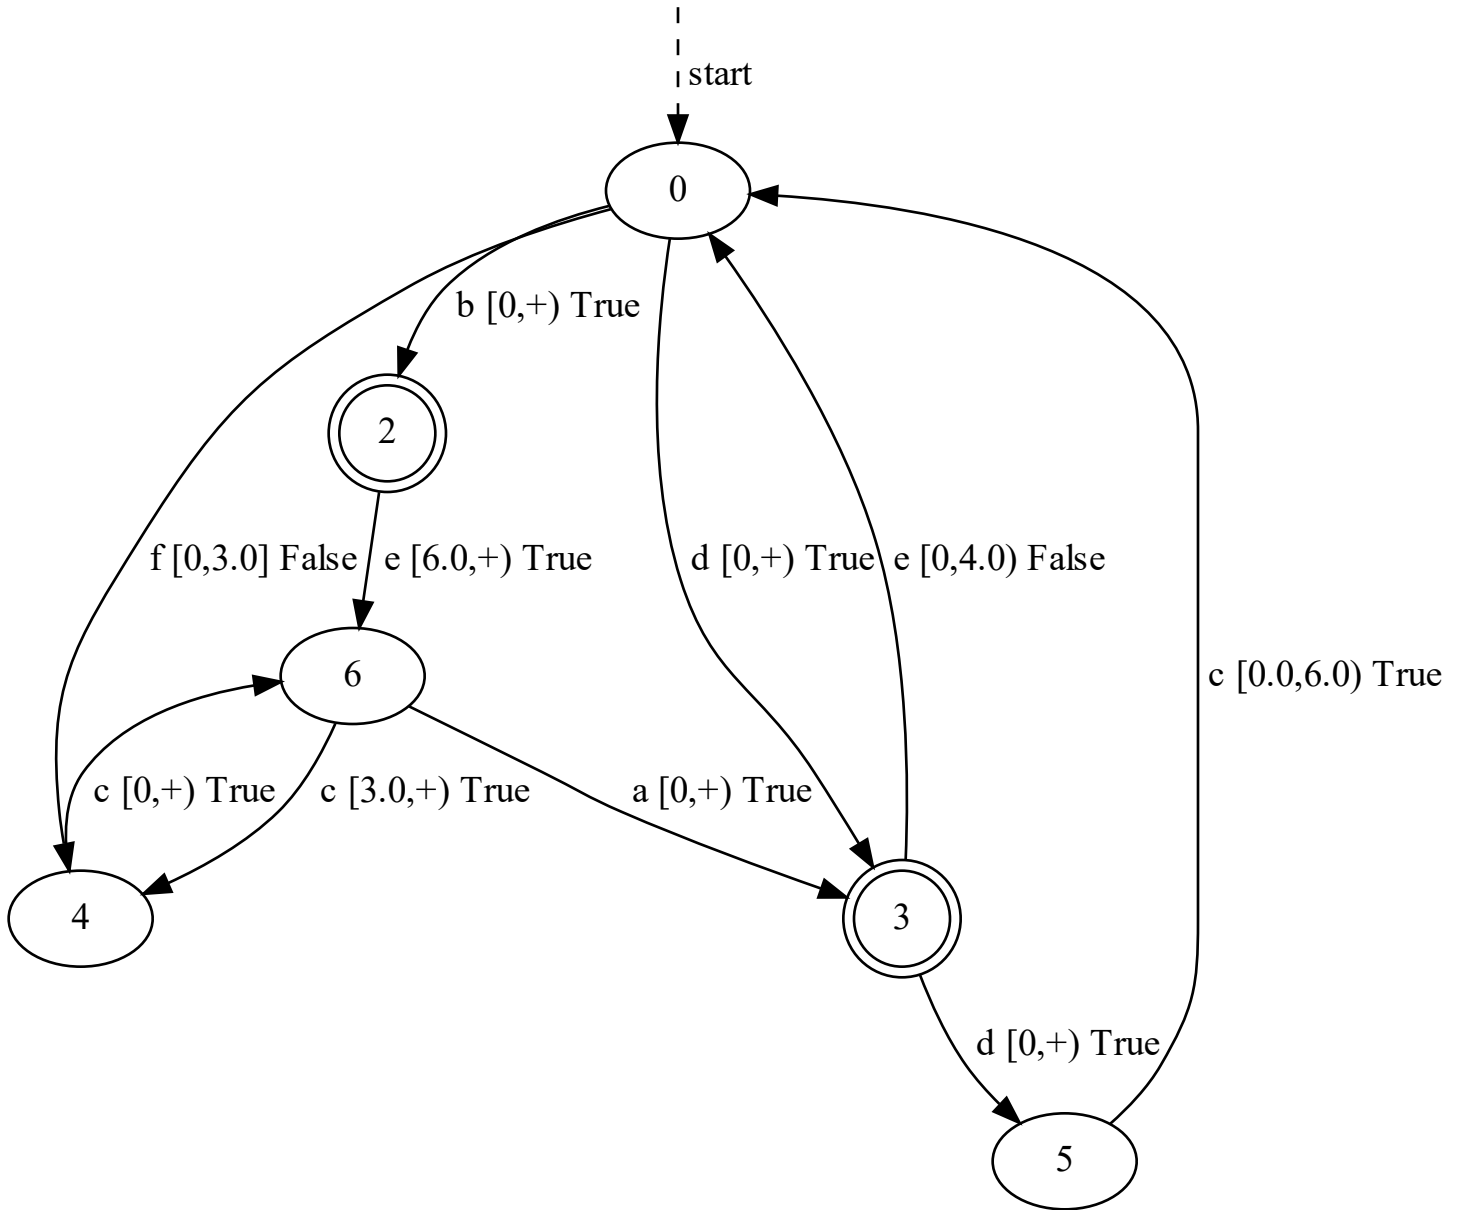 start
0
b [0,+) True
2
f [0,3.0] False
e [6.0,+) True
d [0,+) True
e [0,4.0) False
6
c [0.0,6.0) True
c [0,+) True
c [3.0,+) True
a [0,+) True
4
3
d [0,+) True
5